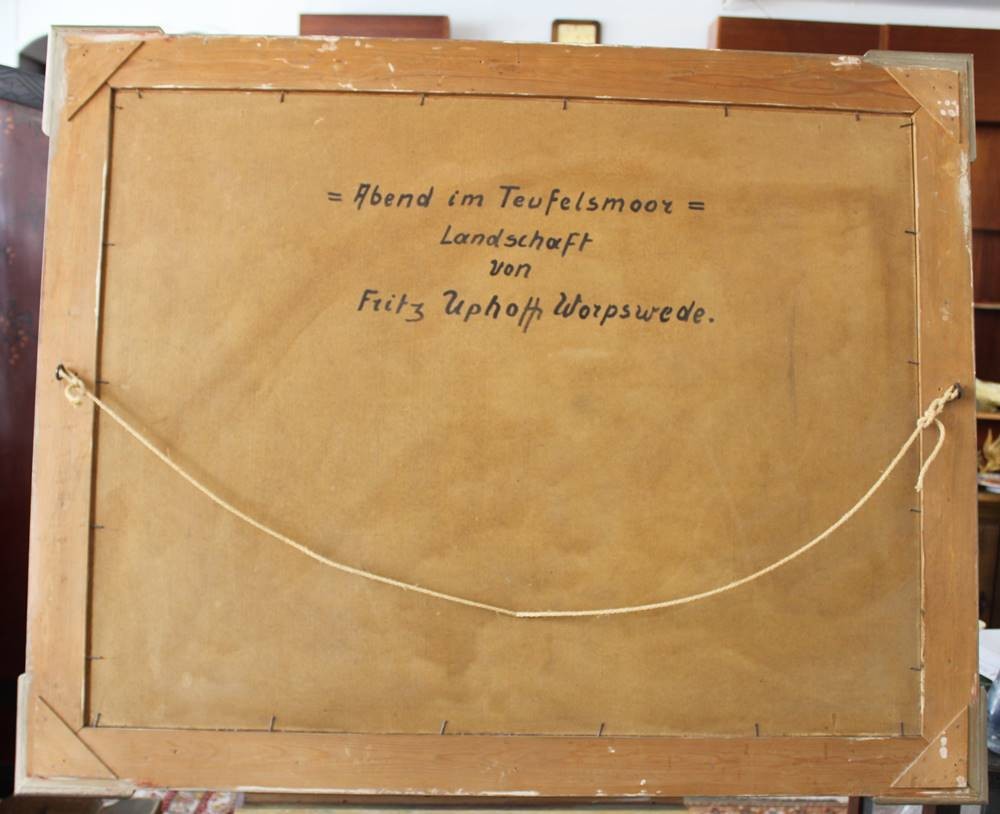 = Abend im Teufelsmoor =
Landschaft
von
Fritz Uphoff Worpswede.